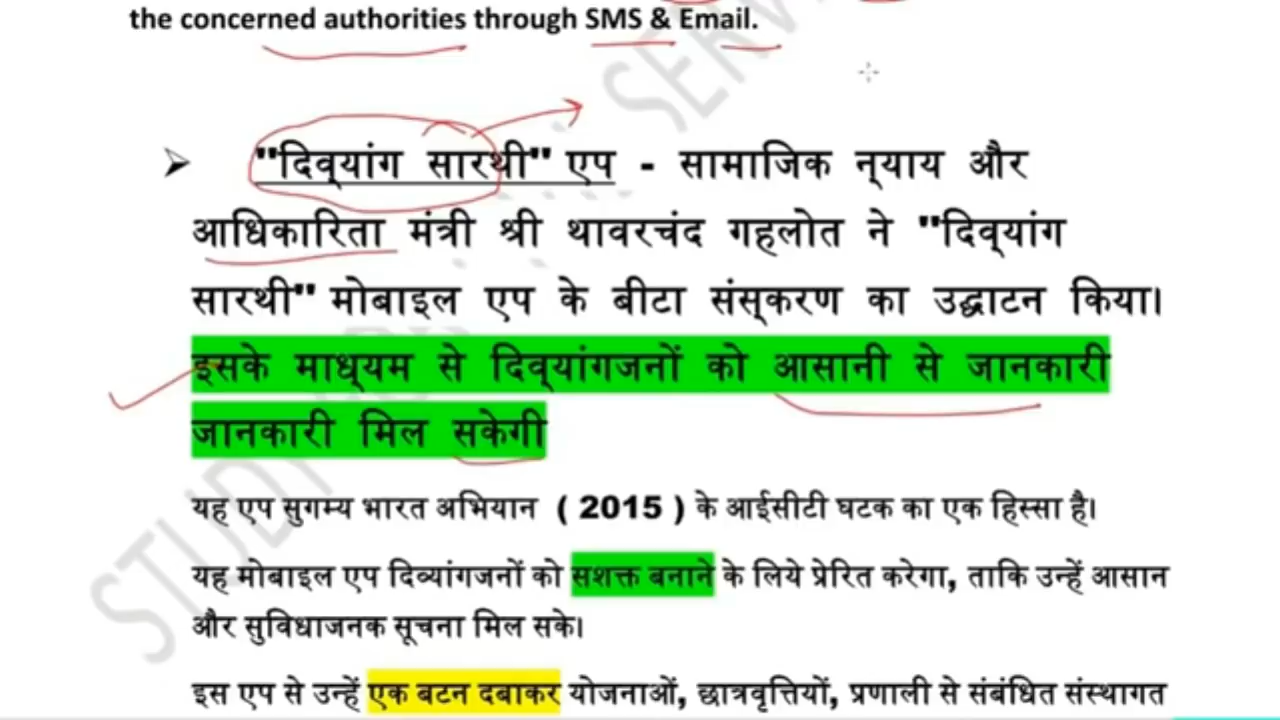 the concerned authorities through SMS & Email.
➢ "दिव्यांग सारथी" एप - सामाजिक न्याय और
आधिकारिता मंत्री श्री थावरचंद गहलोत ने "दिव्यांग
सारथी" मोबाइल एप के बीटा संस्करण का उद्घाटन किया।
इसके माध्यम से दिव्यांगजनों को आसानी से जानकारी
जानकारी मिल सकेगी
यह एप सुगम्य भारत अभियान ( 2015 ) के आईसीटी घटक का एक हिस्सा है।
यह मोबाइल एप दिव्यांगजनों को सशक्त बनाने के लिये प्रेरित करेगा, ताकि उन्हें आसान
और सुविधाजनक सूचना मिल सके।
इस एप से उन्हें एक बटन दबाकर योजनाओं, छात्रवृत्तियों, प्रणाली से संबंधित संस्थागत